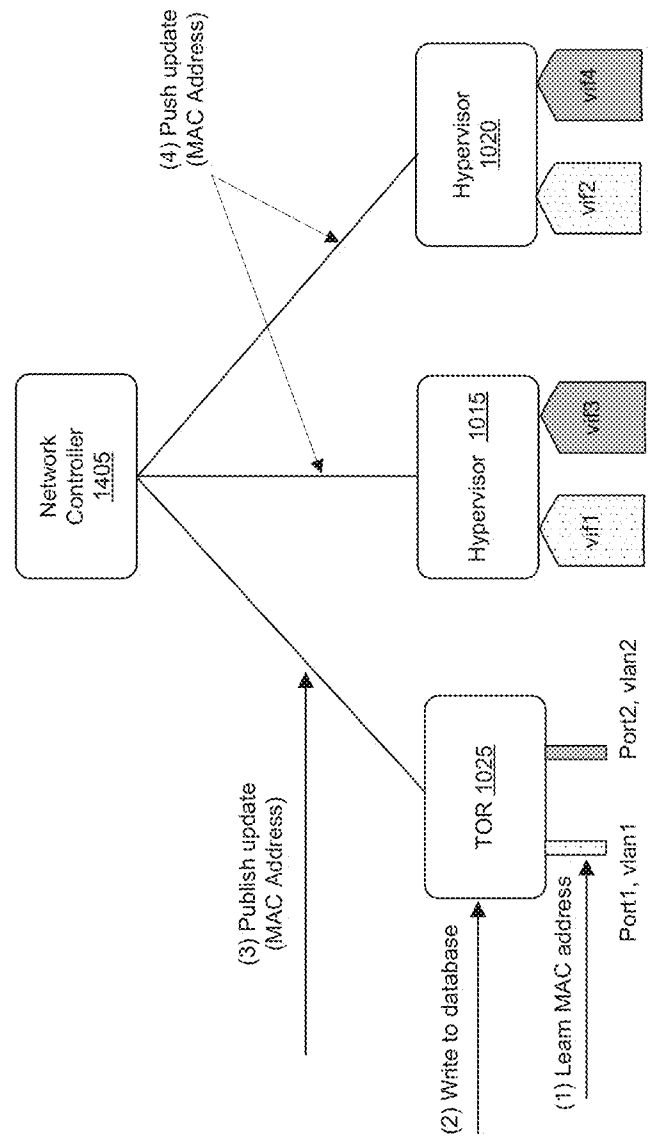 Network
Controller
1405
(4) Push update
(MAC Address)
(3) Publish update
(MAC Address)
(2) Write to database
(1) Learn MAC address
TOR 1025
Port1, vlan1
Port2, vlan2
Hypervisor 1015
vif1
vif3
Hypervisor
1020
vif2
vif4